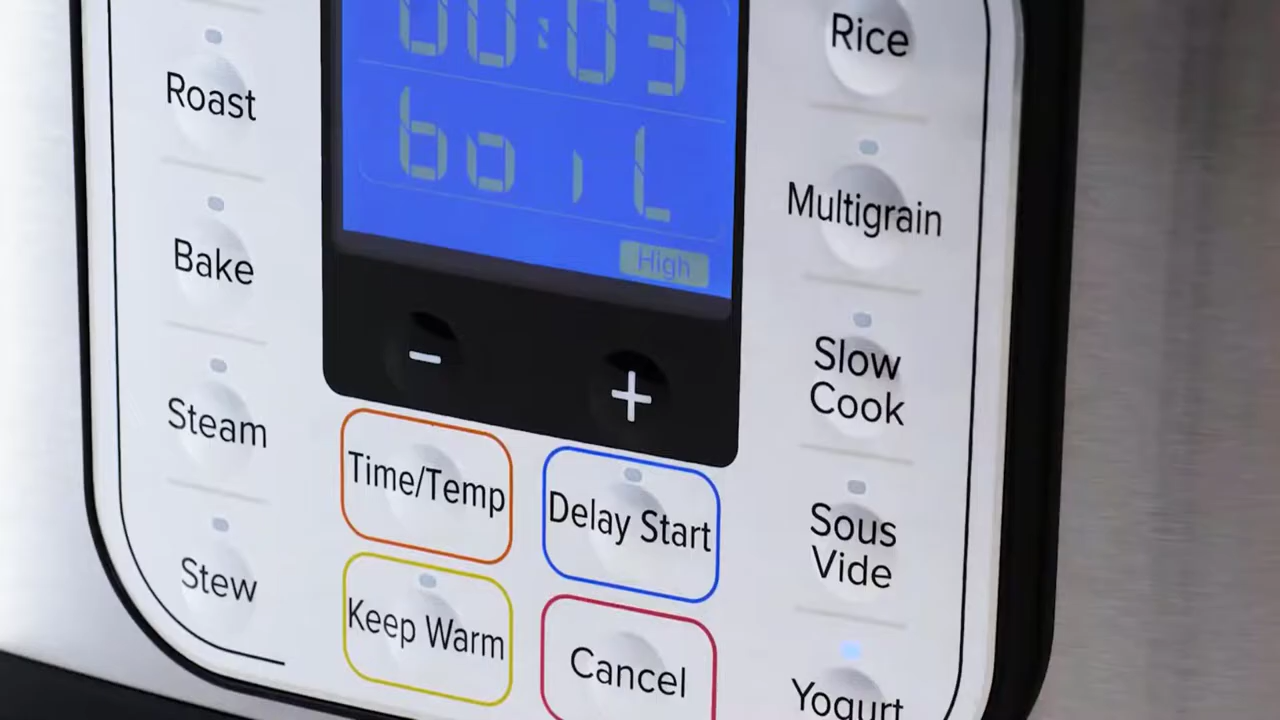 Roast
Bake
Steam
Stew
00:03
boiL
High
−
+
Time/Temp
Delay Start
Keep Warm
Cancel
Rice
Multigrain
Slow
Cook
Sous
Vide
Yogurt